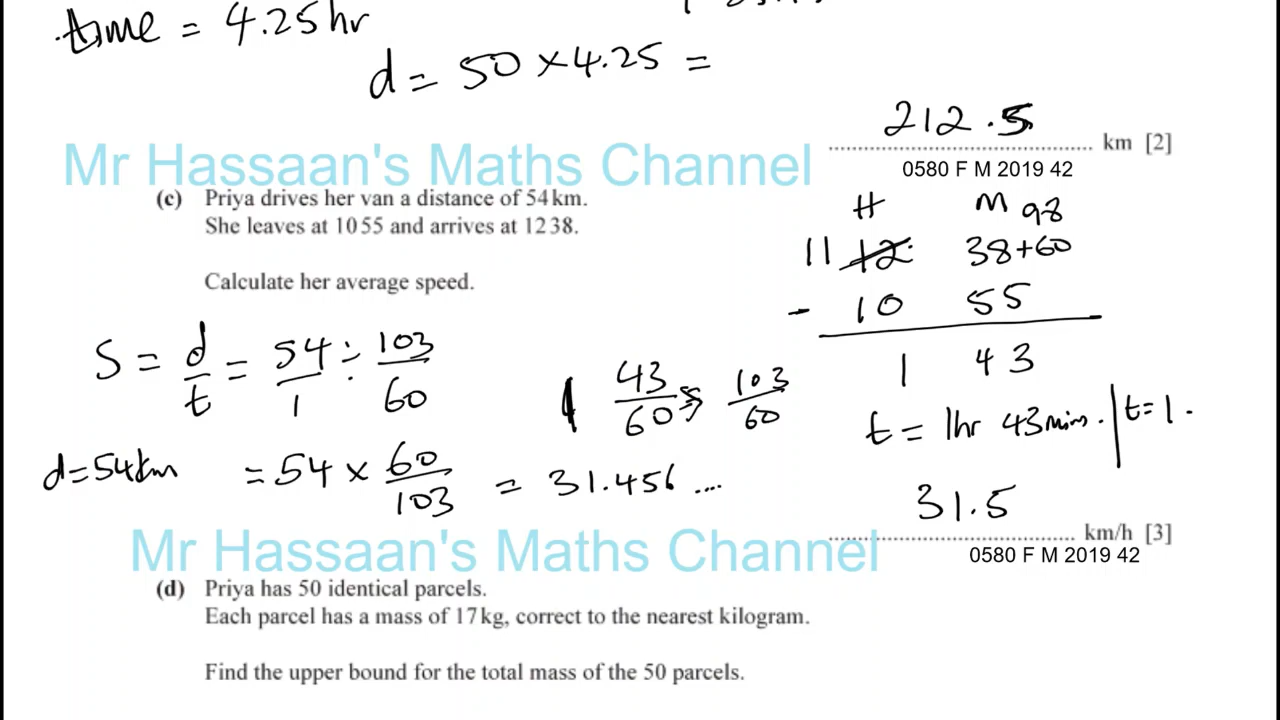 time = 4.25hr
d = 50 × 4.25 =
212.5
km [2]
Mr Hassaan's Maths Channel
0580 F M 2019 42
(c) Priya drives her van a distance of 54 km.
She leaves at 10 55 and arrives at 12 38.
Calculate her average speed.
H M 98
11 12 38+60
- 10 55
1 43
S = d/t = 54/1 ÷ 103/60
1 43/60 103/60
t = 1hr 43min. | t=1.
d=54km = 54 × 60/103 = 31.456 ....
31.5
km/h [3]
Mr Hassaan's Maths Channel
0580 F M 2019 42
(d) Priya has 50 identical parcels.
Each parcel has a mass of 17 kg, correct to the nearest kilogram.
Find the upper bound for the total mass of the 50 parcels.